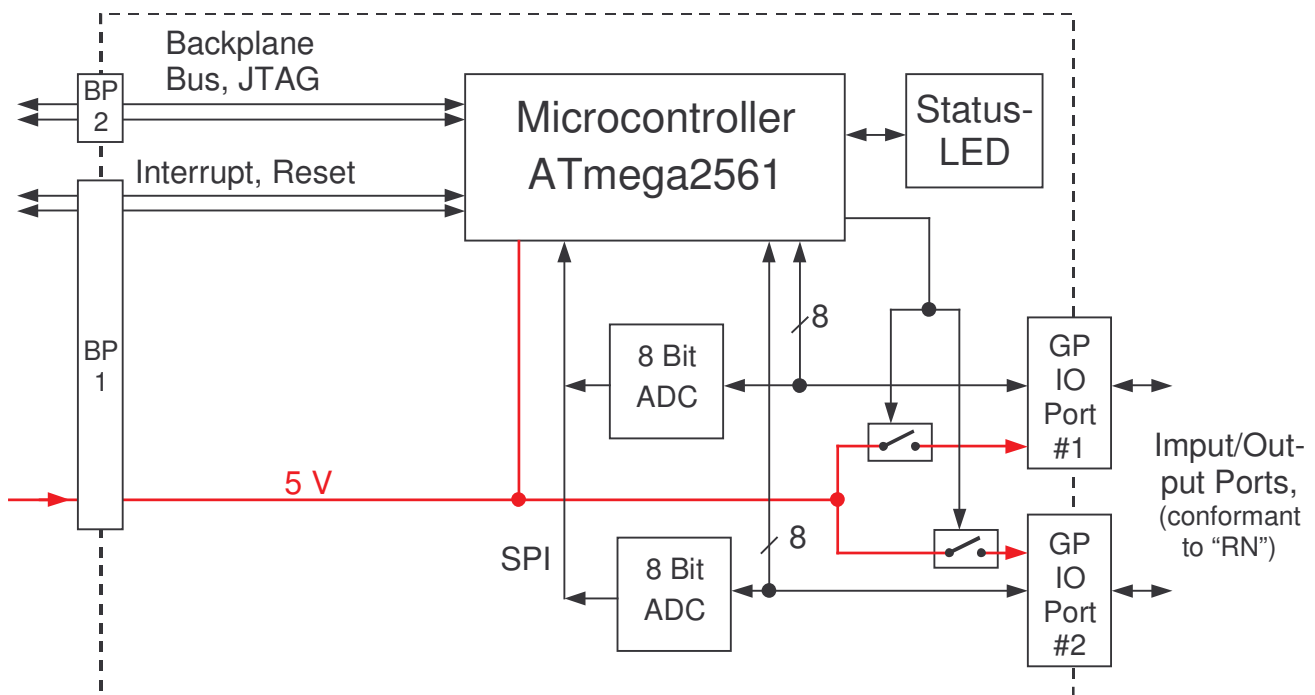 Backplane
Bus, JTAG
BP
2
Microcontroller
ATmega2561
Status-
LED
Interrupt, Reset
8
8 Bit
ADC
BP
1
GP
IO
Port
#1
Imput/Out-
put Ports,
(conformant
to “RN”)
5 V
SPI
8
8 Bit
ADC
GP
IO
Port
#2